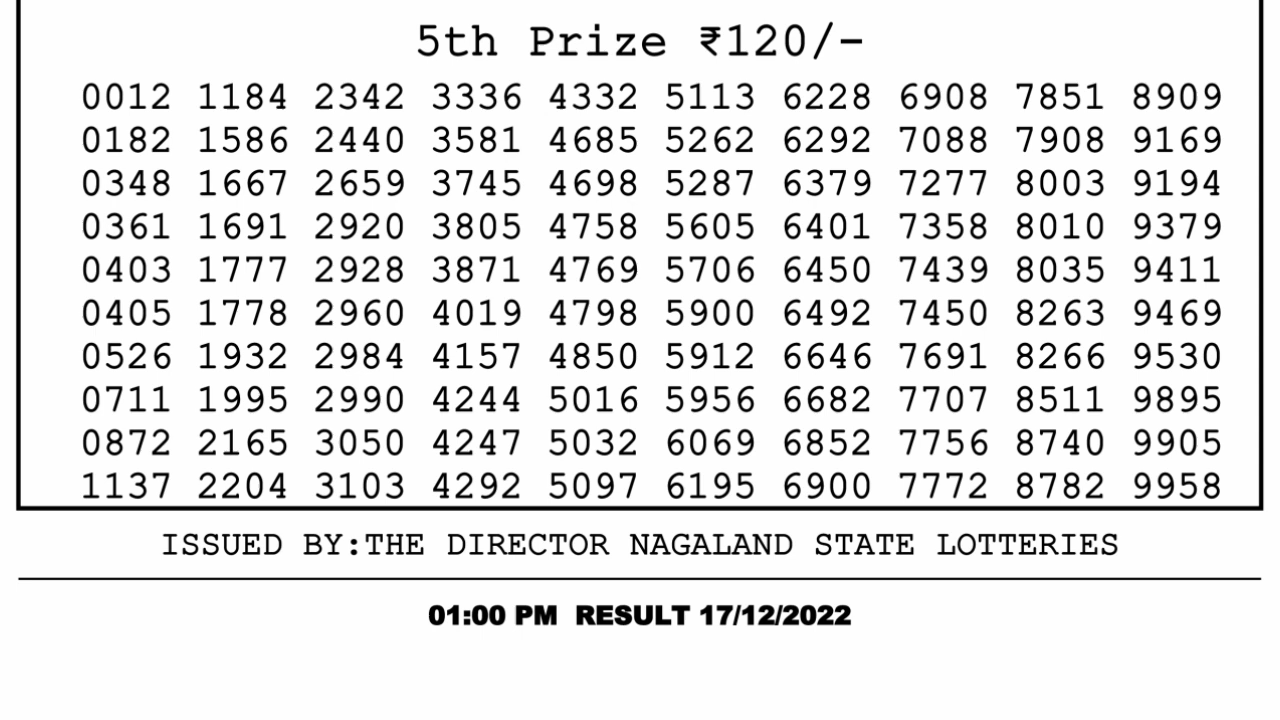 5th Prize ₹120/-
0012 1184 2342 3336 4332 5113 6228 6908 7851 8909
0182 1586 2440 3581 4685 5262 6292 7088 7908 9169
0348 1667 2659 3745 4698 5287 6379 7277 8003 9194
0361 1691 2920 3805 4758 5605 6401 7358 8010 9379
0403 1777 2928 3871 4769 5706 6450 7439 8035 9411
0405 1778 2960 4019 4798 5900 6492 7450 8263 9469
0526 1932 2984 4157 4850 5912 6646 7691 8266 9530
0711 1995 2990 4244 5016 5956 6682 7707 8511 9895
0872 2165 3050 4247 5032 6069 6852 7756 8740 9905
1137 2204 3103 4292 5097 6195 6900 7772 8782 9958
ISSUED BY:THE DIRECTOR NAGALAND STATE LOTTERIES
01:00 PM RESULT 17/12/2022